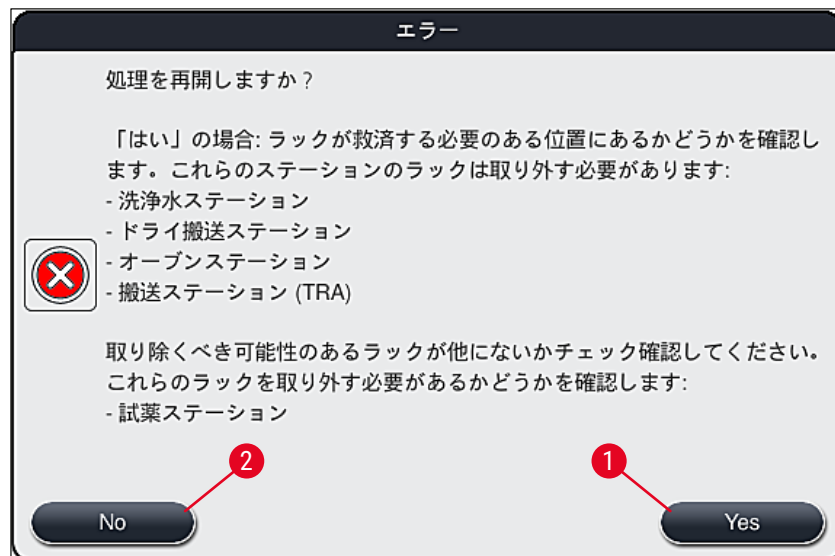 エラー
処理を再開しますか？
「はい」の場合: ラックが救済する必要のある位置にあるかどうかを確認し
ます。これらのステーションのラックは取り外す必要があります:
- 洗浄水ステーション
- ドライ搬送ステーション
- オーブンステーション
- 搬送ステーション (TRA)
取り除くべき可能性のあるラックが他にないかチェック確認してください。
これらのラックを取り外す必要があるかどうかを確認します:
- 試薬ステーション
2
1
No
Yes